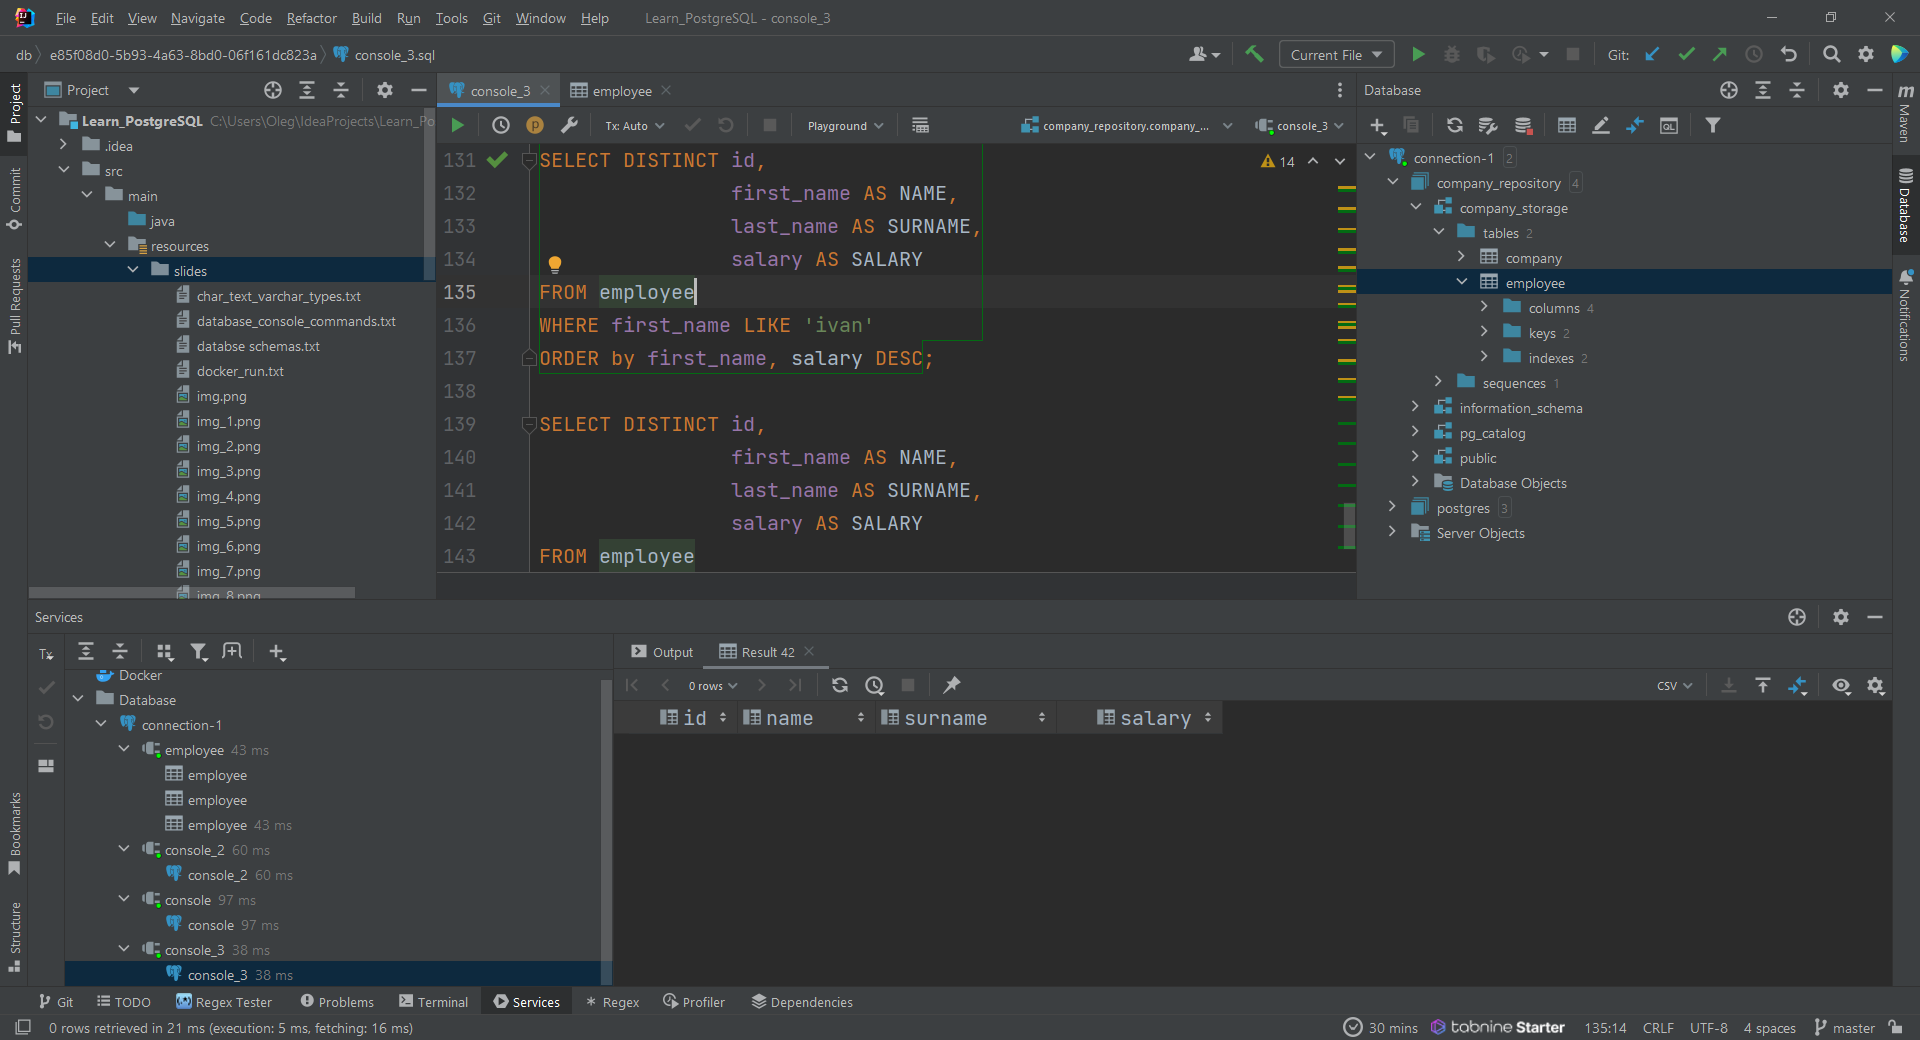 File Edit View Navigate Code Refactor Build Run Tools Git Window Help Learn_PostgreSQL - console_3
db e85f08d0-5b93-4a63-8bd0-06f161dc823a console_3.sql Current File Git:
Project console_3 employee Database
Learn_PostgreSQL C:\Users\Oleg\IdeaProjects\Learn_Po
.idea
src
main
java
resources
slides
char_text_varchar_types.txt
database_console_commands.txt
databse schemas.txt
docker_run.txt
img.png
img_1.png
img_2.png
img_3.png
img_4.png
img_5.png
img_6.png
img_7.png
img_8.png
Tx: Auto Playground company_repository.company_... console_3
131 SELECT DISTINCT id, 14
132 first_name AS NAME,
133 last_name AS SURNAME,
134 salary AS SALARY
135 FROM employee
136 WHERE first_name LIKE 'ivan'
137 ORDER by first_name, salary DESC;
138
139 SELECT DISTINCT id,
140 first_name AS NAME,
141 last_name AS SURNAME,
142 salary AS SALARY
143 FROM employee
connection-1 2
company_repository 4
company_storage
tables 2
company
employee
columns 4
keys 2
indexes 2
sequences 1
information_schema
pg_catalog
public
Database Objects
postgres 3
Server Objects
Project
Commit
Pull Requests
Bookmarks
Structure
m Maven
Database
Notifications
Services
Tx
Docker
Database
connection-1
employee 43 ms
employee
employee
employee 43 ms
console_2 60 ms
console_2 60 ms
console 97 ms
console 97 ms
console_3 38 ms
console_3 38 ms
Output Result 42
0 rows CSV
id name surname salary
Git TODO Regex Tester Problems Terminal Services Regex Profiler Dependencies
0 rows retrieved in 21 ms (execution: 5 ms, fetching: 16 ms) 30 mins tabnine Starter 135:14 CRLF UTF-8 4 spaces master